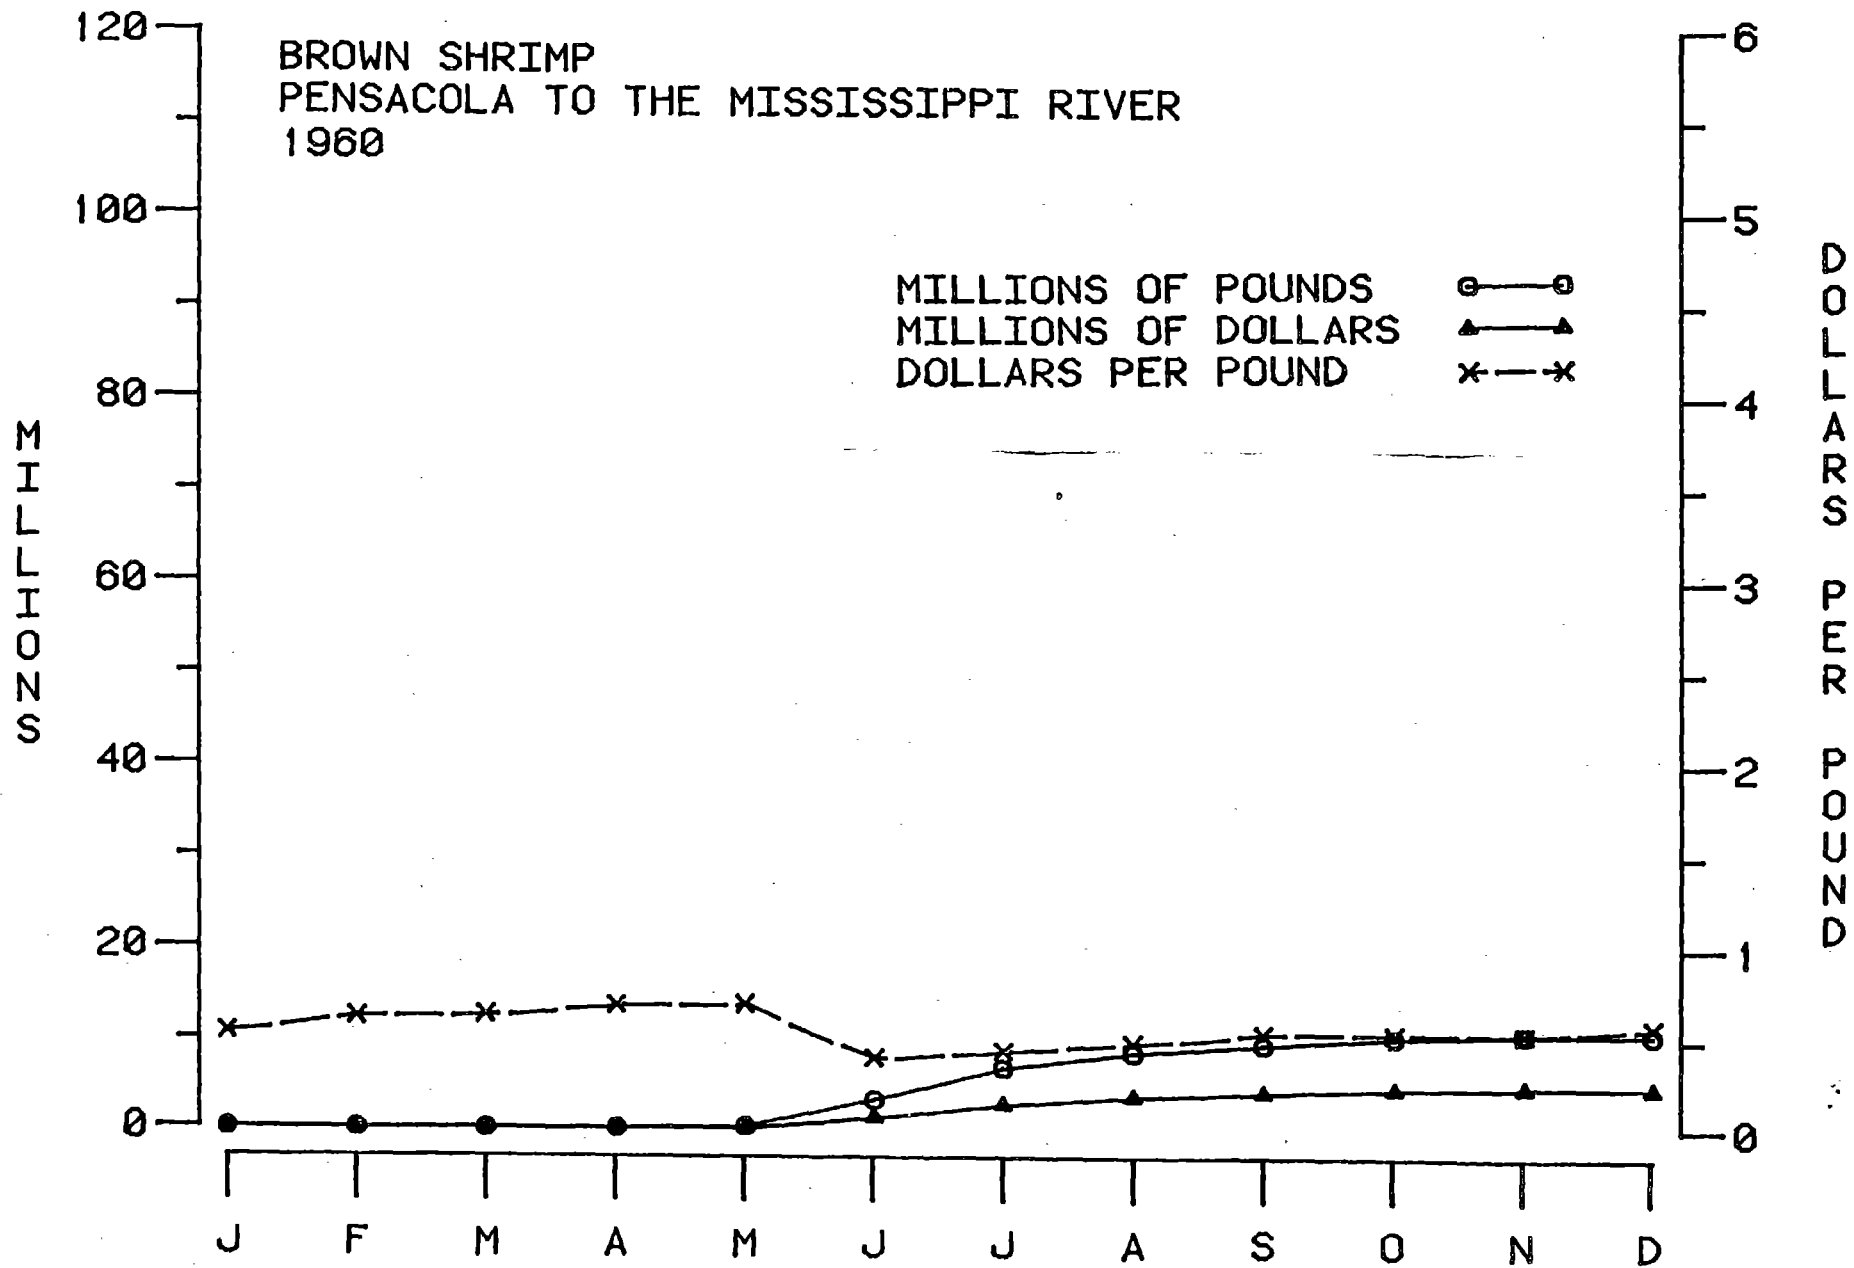 BROWN SHRIMP
PENSACOLA TO THE MISSISSIPPI RIVER
1960
MILLIONS OF POUNDS
MILLIONS OF DOLLARS
DOLLARS PER POUND
MILLIONS
120
100
80
60
40
20
0
6
5
4
3
2
1
0
DOLLARS PER POUND
J F M A M J J A S O N D